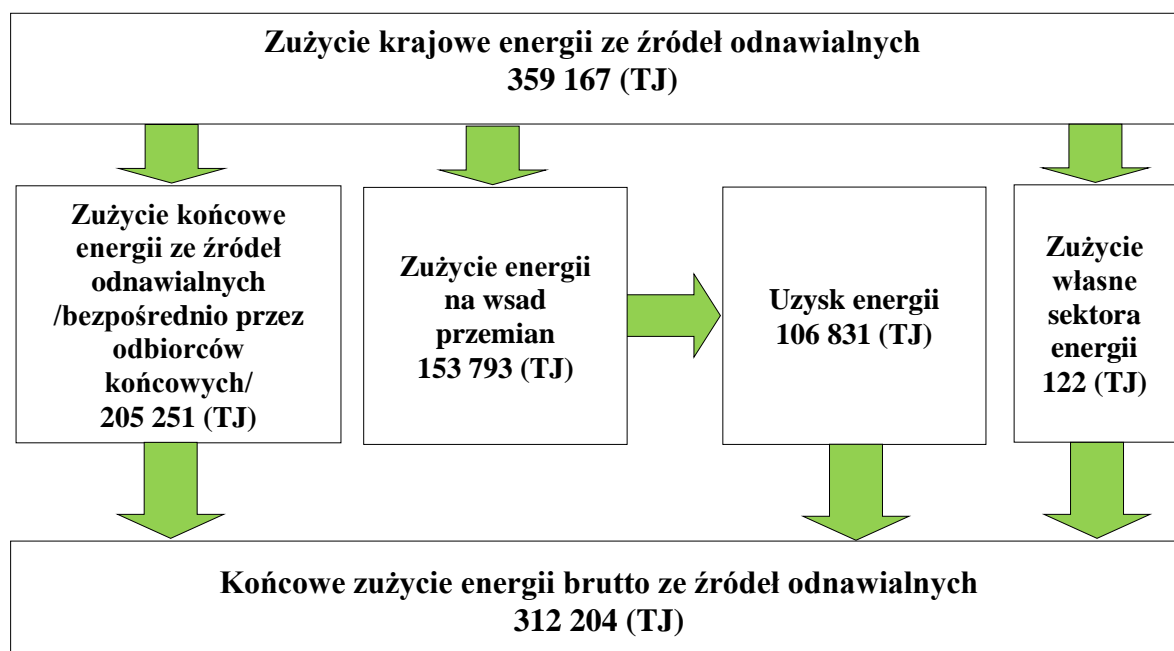 Zużycie krajowe energii ze źródeł odnawialnych
359 167 (TJ)
Zużycie końcowe
energii ze źródeł
odnawialnych
/bezpośrednio przez
odbiorców
końcowych/
205 251 (TJ)
Zużycie energii
na wsad
przemian
153 793 (TJ)
Uzysk energii
106 831 (TJ)
Zużycie
własne
sektora
energii
122 (TJ)
Końcowe zużycie energii brutto ze źródeł odnawialnych
312 204 (TJ)